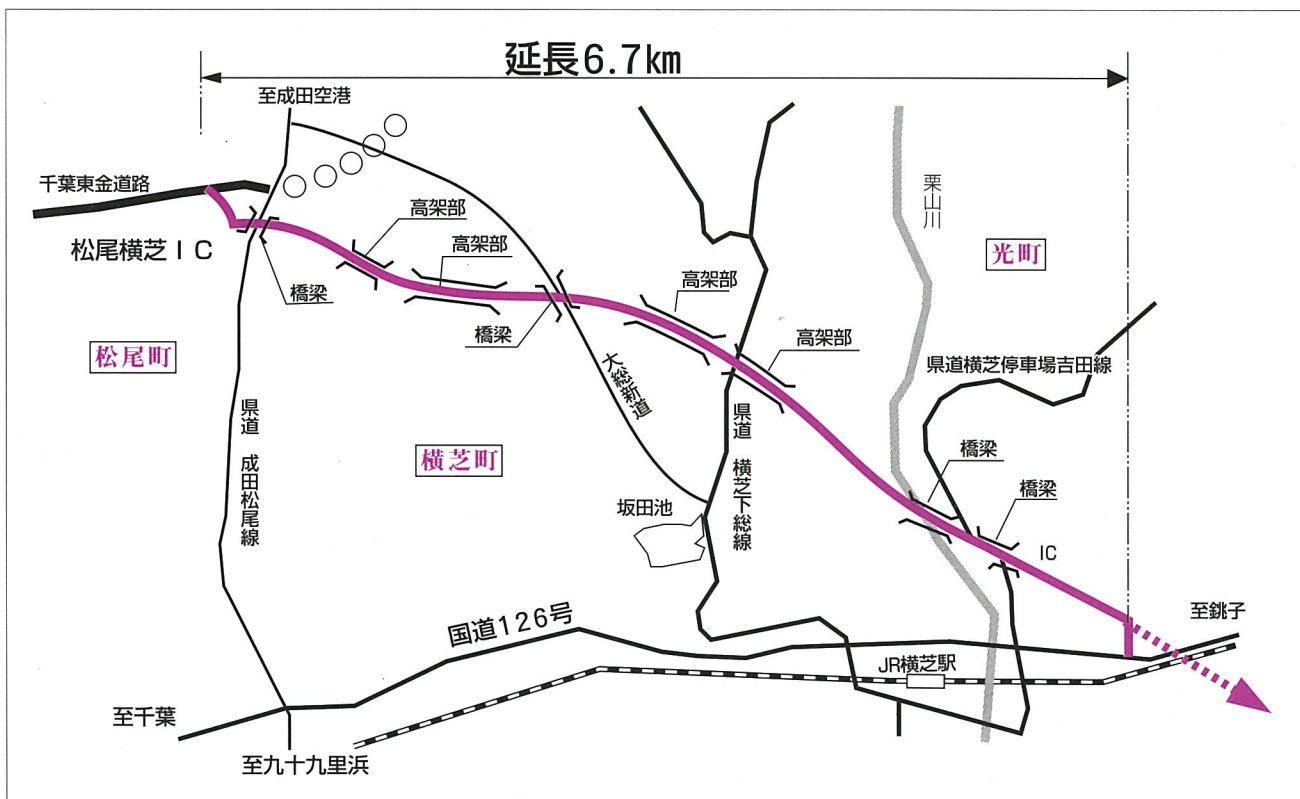 延長6.7km
至成田空港
千葉東金道路
松尾横芝IC
高架部
高架部
橋梁
橋梁
高架部
高架部
栗山川
光町
松尾町
県道 成田松尾線
横芝町
大総新道
県道 横芝下総線
県道横芝停車場吉田線
坂田池
橋梁
橋梁
IC
国道126号
JR横芝駅
至銚子
至千葉
至九十九里浜